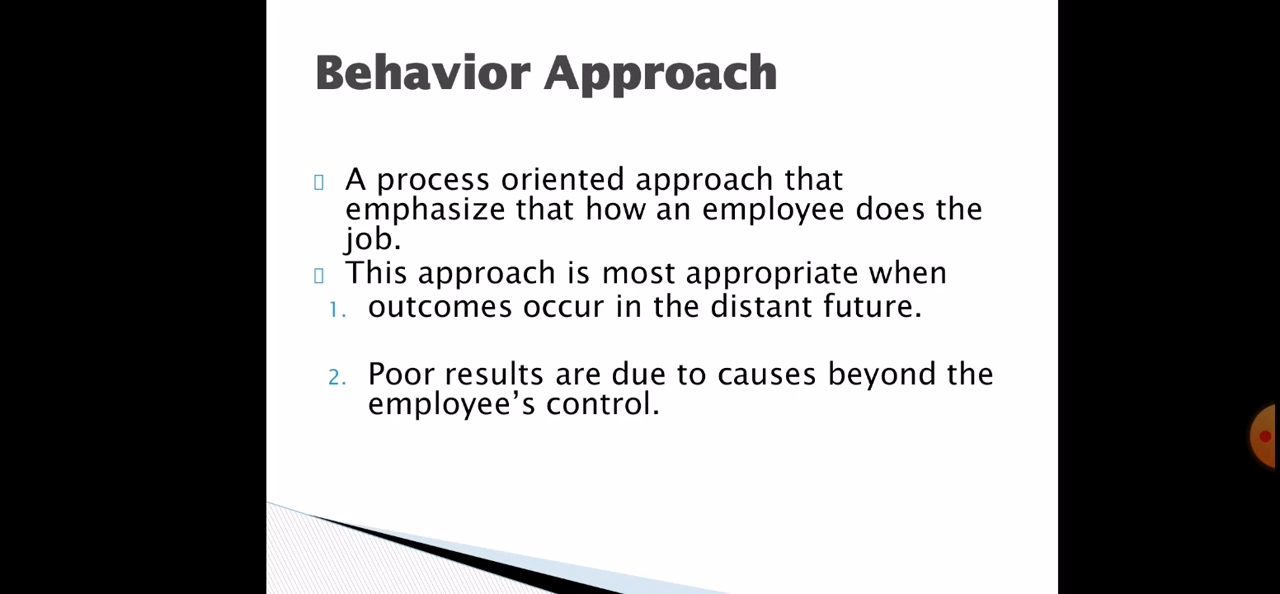 Behavior Approach
A process oriented approach that
emphasize that how an employee does the
job.
This approach is most appropriate when
1. outcomes occur in the distant future.
2. Poor results are due to causes beyond the
employee’s control.